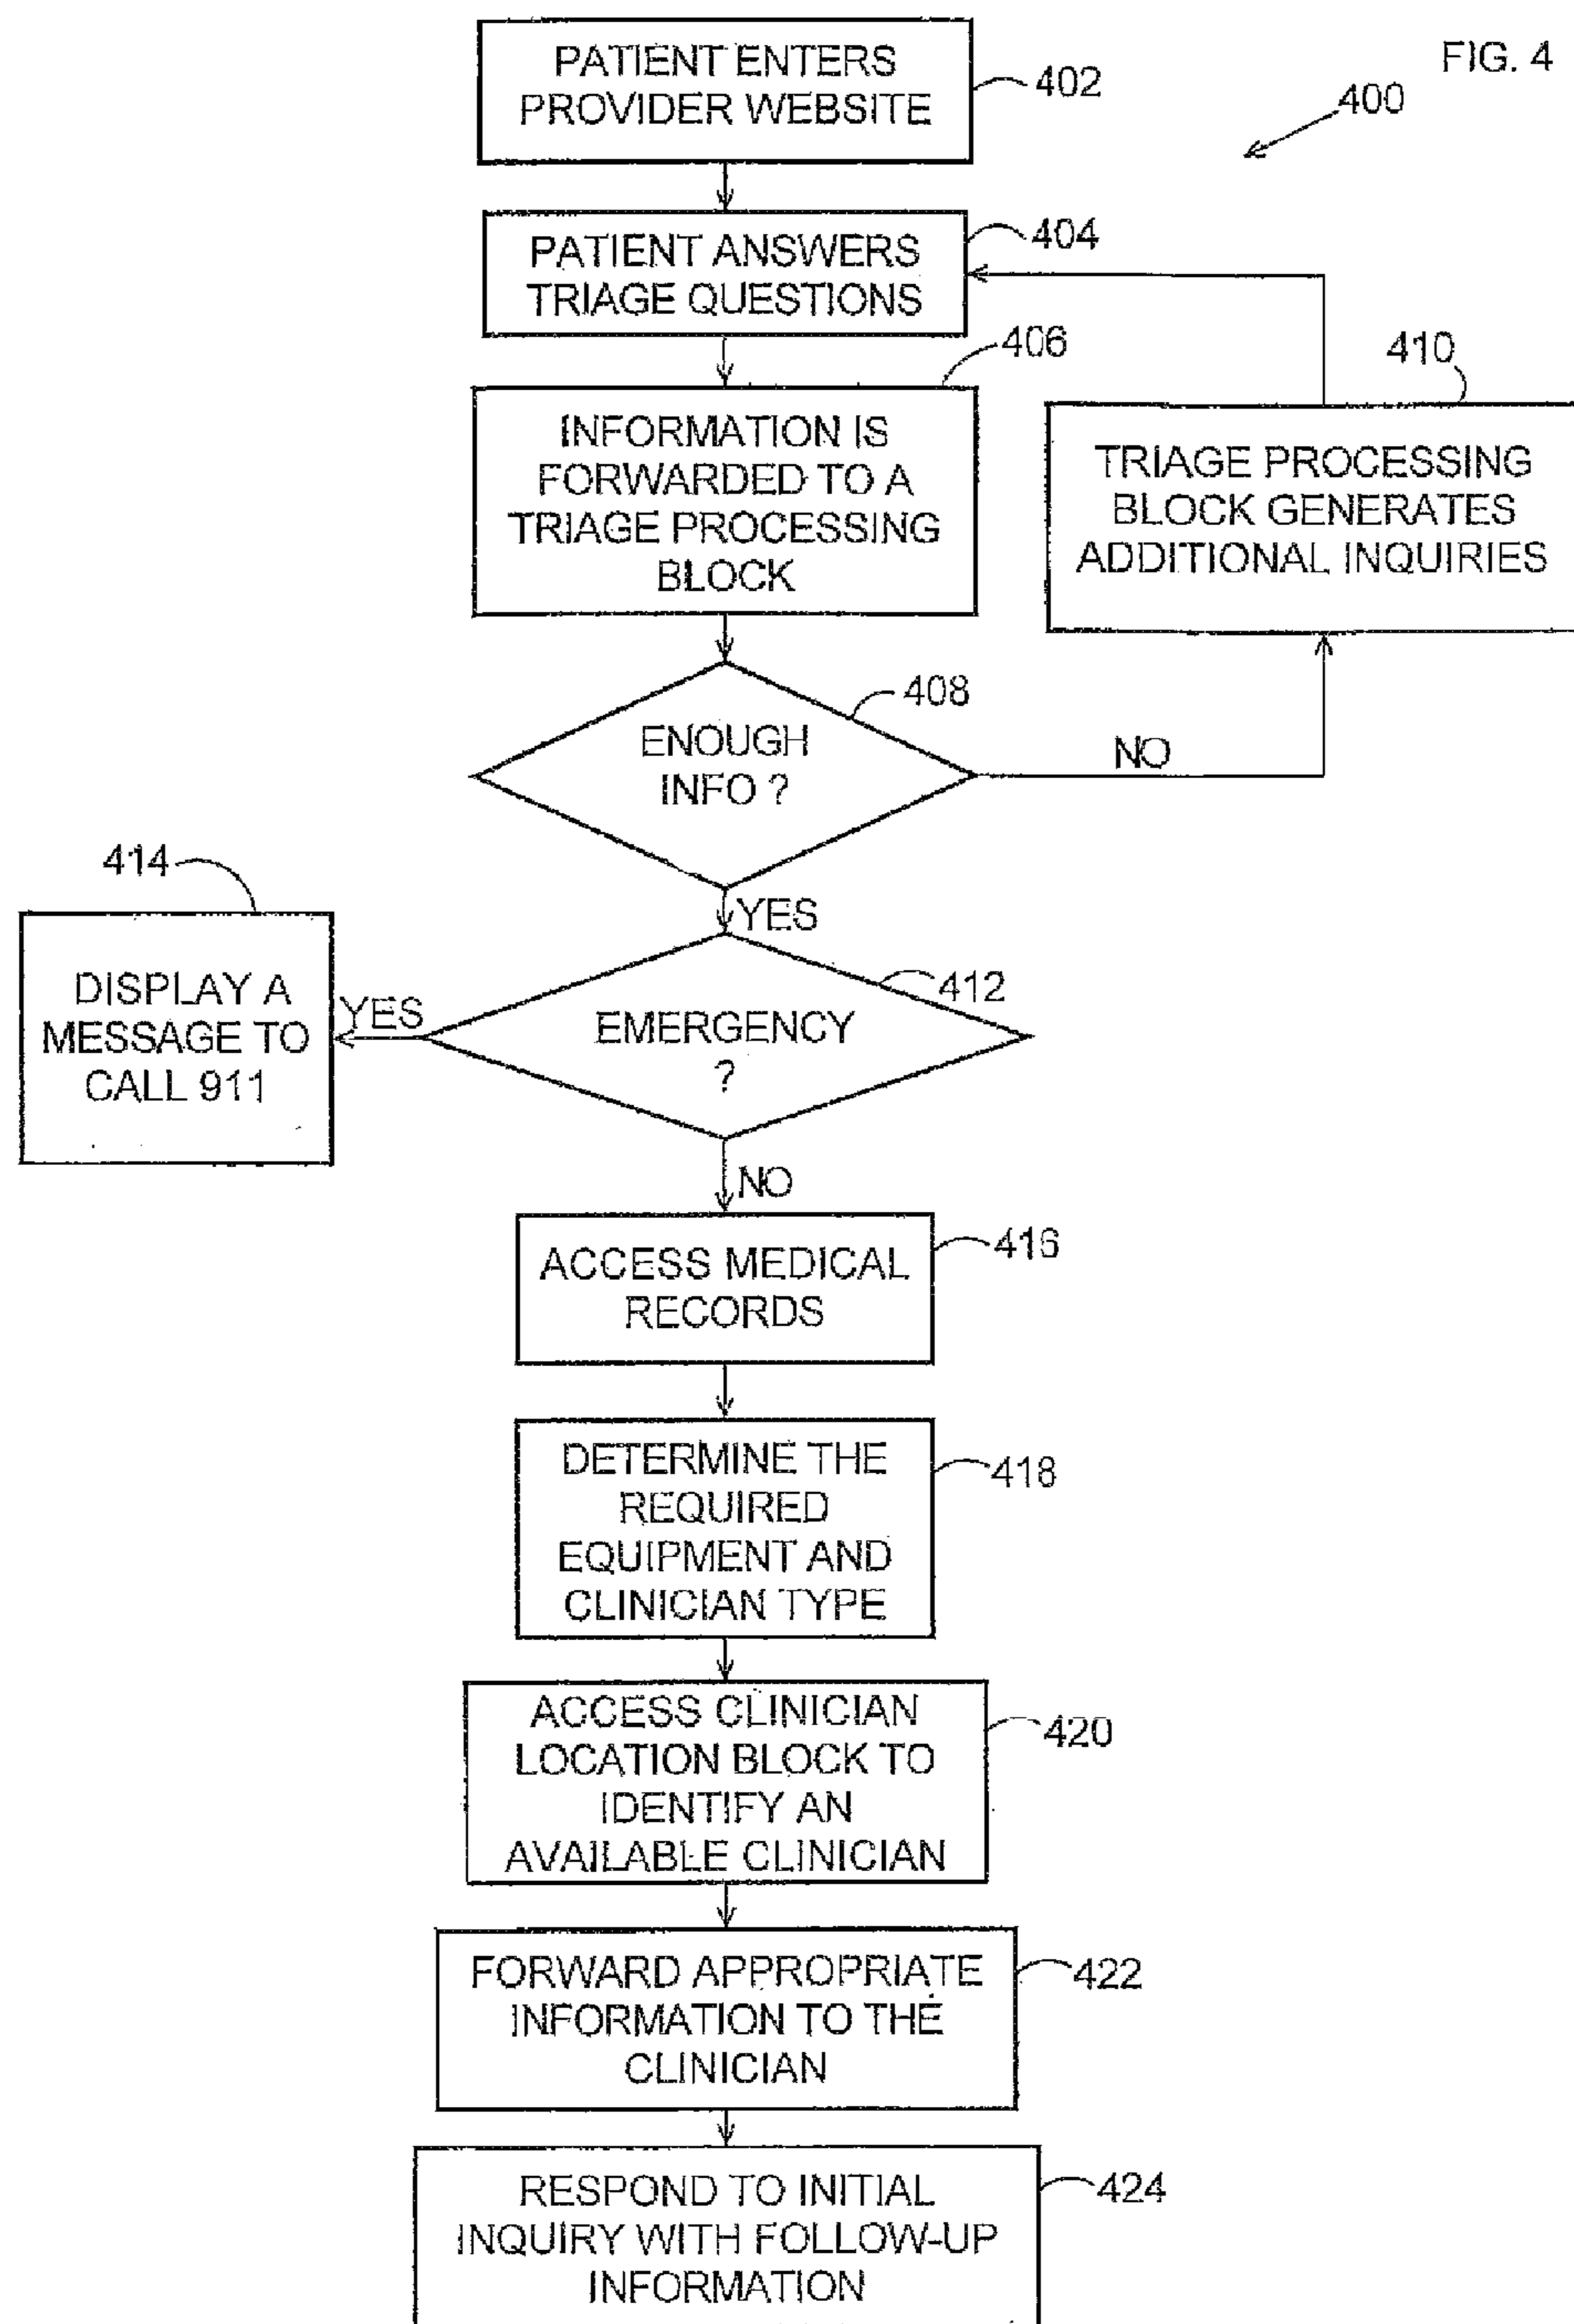 FIG. 4
400
PATIENT ENTERS
PROVIDER WEBSITE
402
PATIENT ANSWERS
TRIAGE QUESTIONS
404
INFORMATION IS
FORWARDED TO A
TRIAGE PROCESSING
BLOCK
406
ENOUGH
INFO ?
408
NO
TRIAGE PROCESSING
BLOCK GENERATES
ADDITIONAL INQUIRIES
410
YES
EMERGENCY
?
412
YES
DISPLAY A
MESSAGE TO
CALL 911
414
NO
ACCESS MEDICAL
RECORDS
416
DETERMINE THE
REQUIRED
EQUIPMENT AND
CLINICIAN TYPE
418
ACCESS CLINICIAN
LOCATION BLOCK TO
IDENTIFY AN
AVAILABLE CLINICIAN
420
FORWARD APPROPRIATE
INFORMATION TO THE
CLINICIAN
422
RESPOND TO INITIAL
INQUIRY WITH FOLLOW-UP
INFORMATION
424